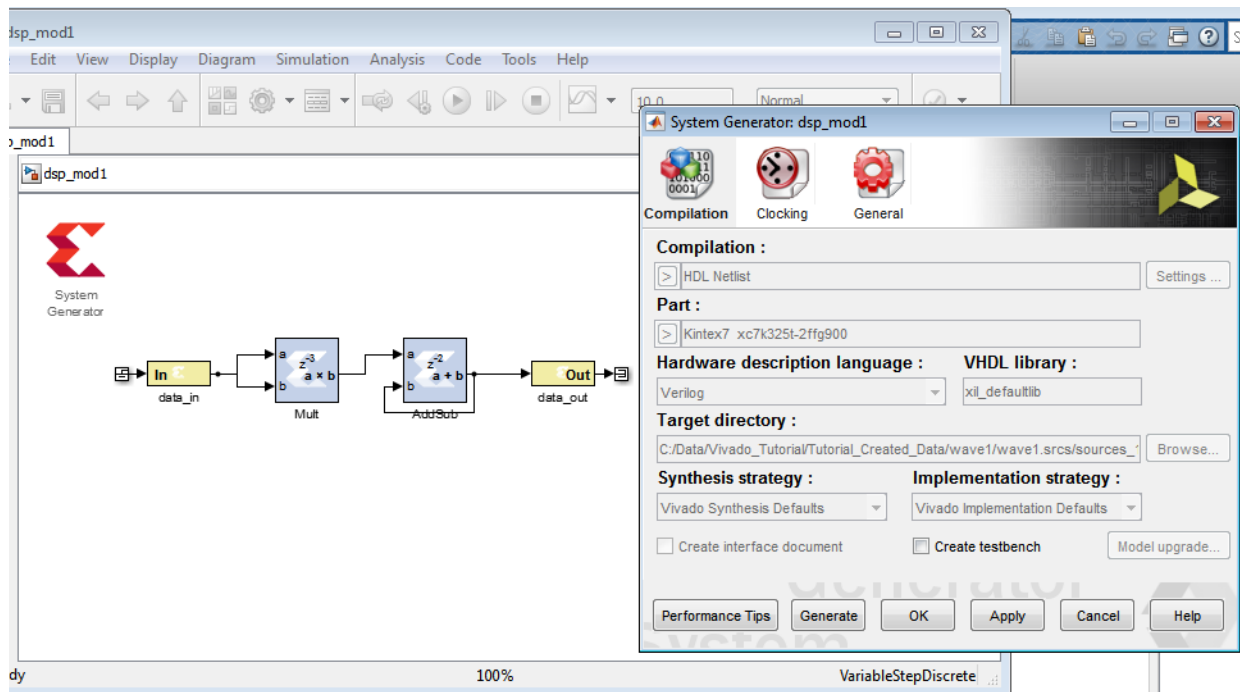 dsp_mod1
Edit View Display Diagram Simulation Analysis Code Tools Help
10.0 Normal
_mod1
dsp_mod1
System
Generator
In
data_in
a
b
z-3
a × b
Mult
a
b
z-2
a + b
AddSub
Out
data_out
100%
VariableStepDiscrete
System Generator: dsp_mod1
Compilation Clocking General
Compilation :
> HDL Netlist Settings ...
Part :
> Kintex7 xc7k325t-2ffg900
Hardware description language : VHDL library :
Verilog xil_defaultlib
Target directory :
C:/Data/Vivado_Tutorial/Tutorial_Created_Data/wave1/wave1.srcs/sources_ Browse...
Synthesis strategy : Implementation strategy :
Vivado Synthesis Defaults Vivado Implementation Defaults
Create interface document Create testbench Model upgrade...
Performance Tips Generate OK Apply Cancel Help